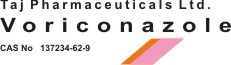 Taj Pharmaceuticals Ltd.
Voriconazole
CAS No 137234-62-9